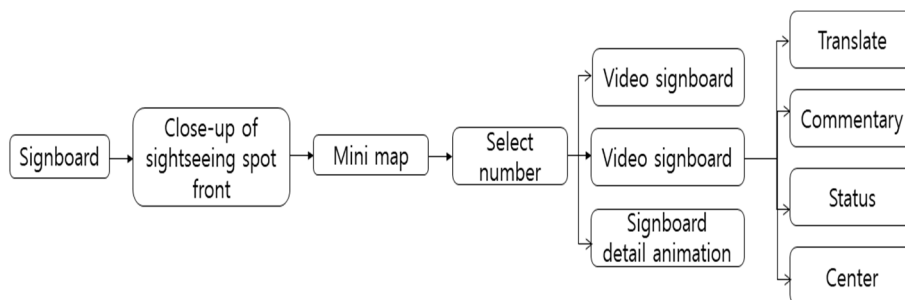 Signboard
Close-up of
sightseeing spot
front
Mini map
Select
number
Video signboard
Video signboard
Signboard
detail animation
Translate
Commentary
Status
Center